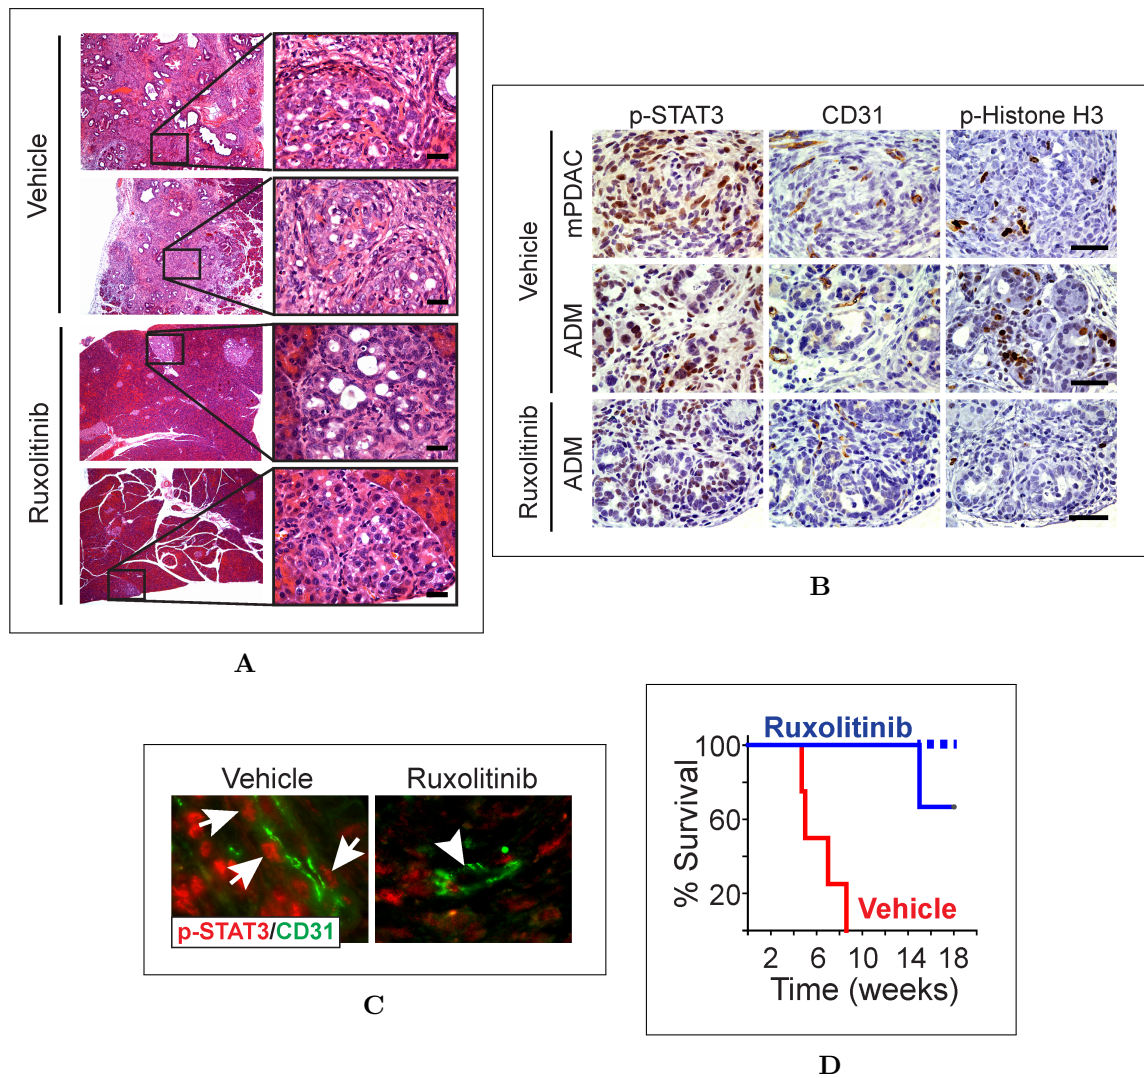 Vehicle
Ruxolitinib
A
p-STAT3 CD31 p-Histone H3
Vehicle
mPDAC
ADM
Ruxolitinib
ADM
B
Vehicle Ruxolitinib
p-STAT3/CD31
C
Ruxolitinib
% Survival
100
60
20
Vehicle
2 6 10 14 18
Time (weeks)
D